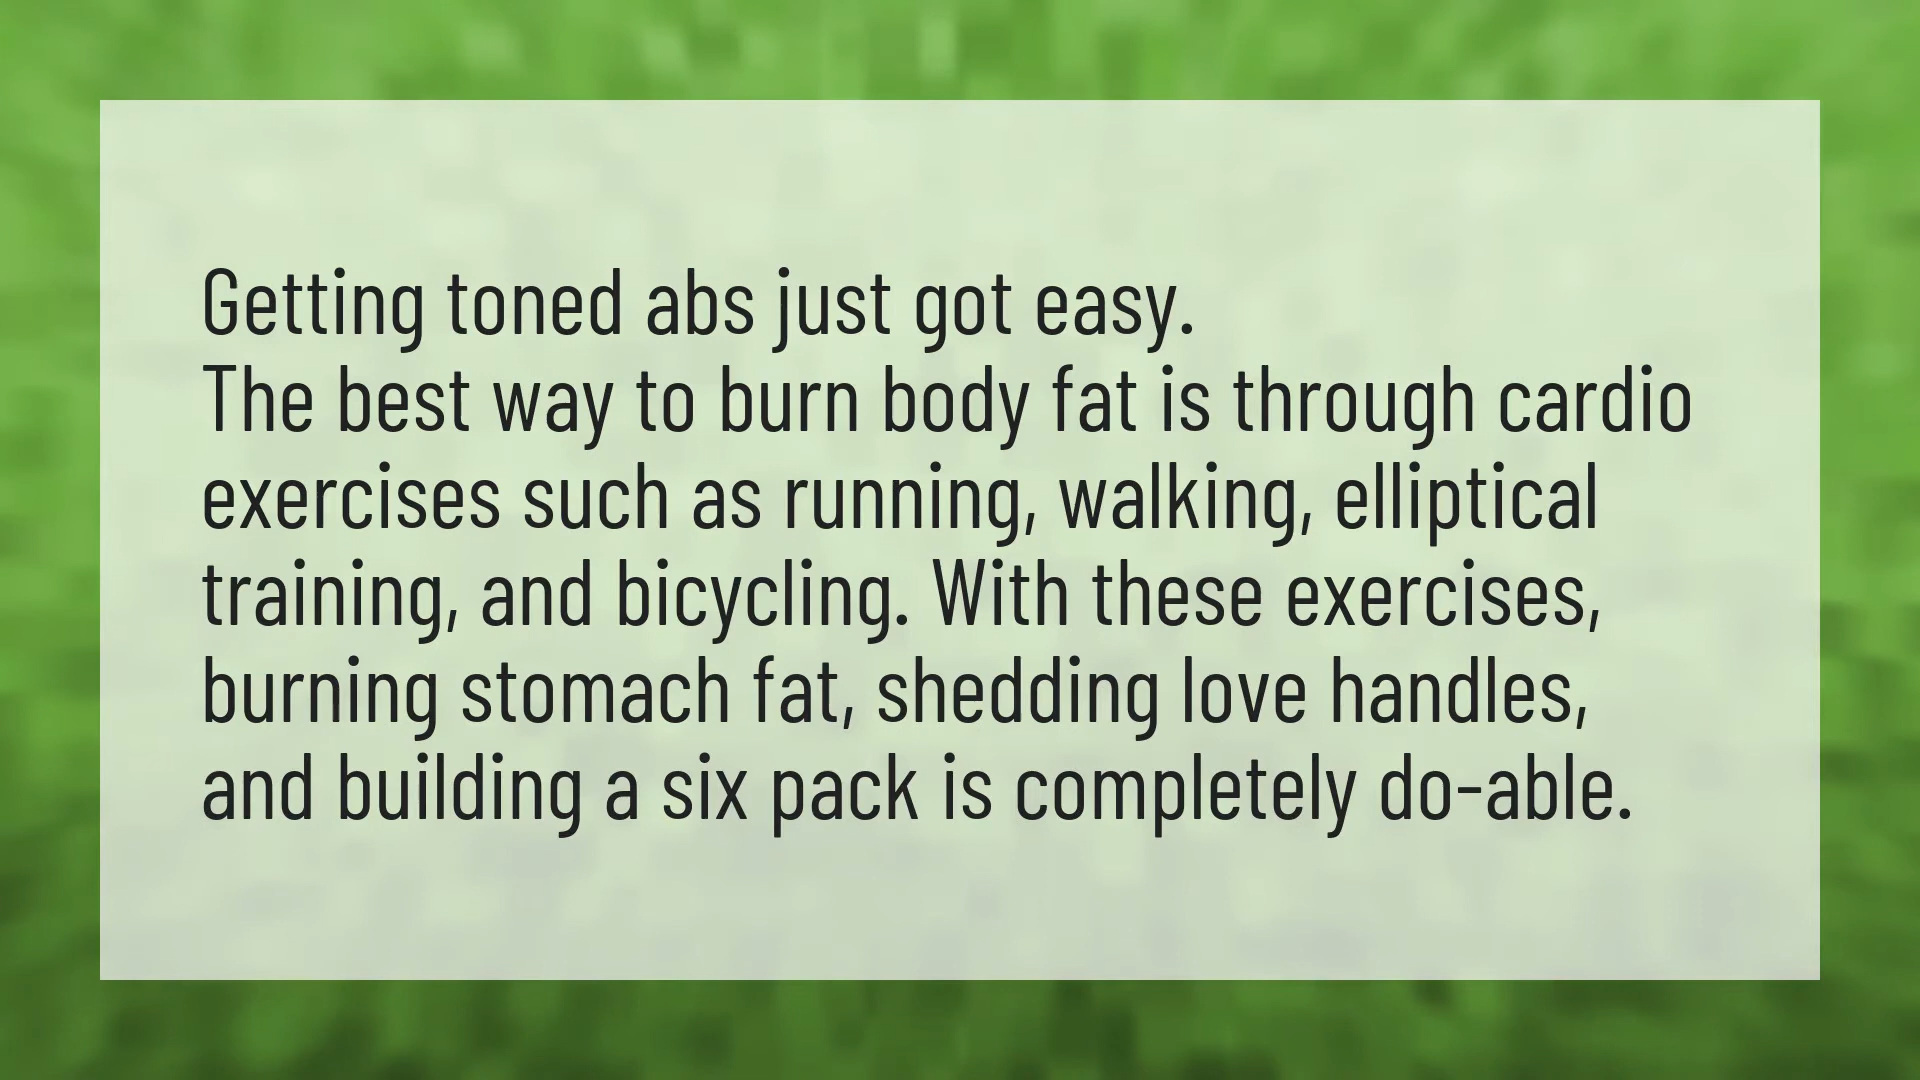 Getting toned abs just got easy.
The best way to burn body fat is through cardio
exercises such as running, walking, elliptical
training, and bicycling. With these exercises,
burning stomach fat, shedding love handles,
and building a six pack is completely do-able.